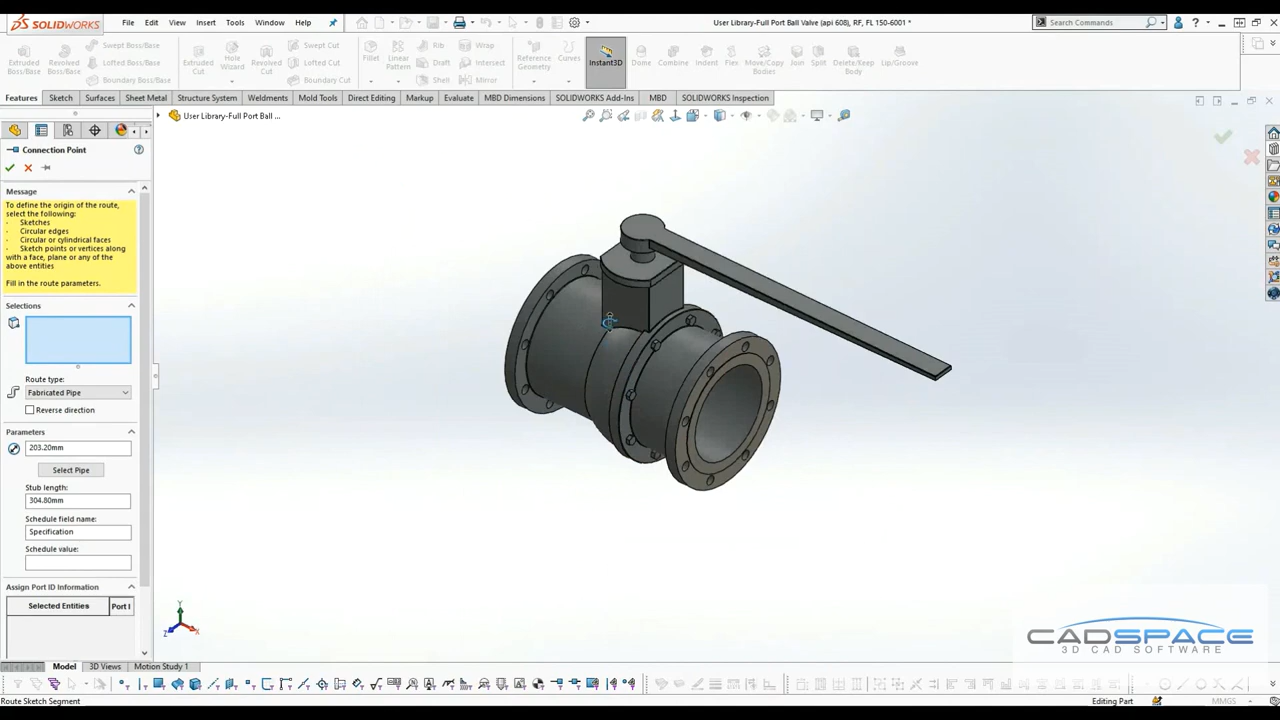 SOLIDWORKS File Edit View Insert Tools Window Help User Library-Full Port Ball Valve (api 608), RF, FL 150-6001 * Search Commands
Extruded Boss/Base
Revolved Boss/Base
Swept Boss/Base
Lofted Boss/Base
Boundary Boss/Base
Extruded Cut
Hole Wizard
Revolved Cut
Swept Cut
Lofted Cut
Boundary Cut
Fillet
Linear Pattern
Rib
Draft
Shell
Wrap
Intersect
Mirror
Reference Geometry
Curves
Instant3D
Dome
Combine
Indent
Flex
Move/Copy Bodies
Join
Split
Delete/Keep Body
Lip/Groove
Features Sketch Surfaces Sheet Metal Structure System Weldments Mold Tools Direct Editing Markup Evaluate MBD Dimensions SOLIDWORKS Add-Ins MBD SOLIDWORKS Inspection
User Library-Full Port Ball ...
Connection Point
Message
To define the origin of the route,
select the following:
· Sketches
· Circular edges
· Circular or cylindrical faces
· Sketch points or vertices along
with a face, plane or any of the
above entities
Fill in the route parameters.
Selections
Route type:
Fabricated Pipe
Reverse direction
Parameters
203.20mm
Select Pipe
Stub length:
304.80mm
Schedule field name:
Specification
Schedule value:
Assign Port ID Information
Selected Entities Port I
Y
Z X
CADSPACE
3D CAD SOFTWARE
Model 3D Views Motion Study 1
Route Sketch Segment Editing Part MMGS